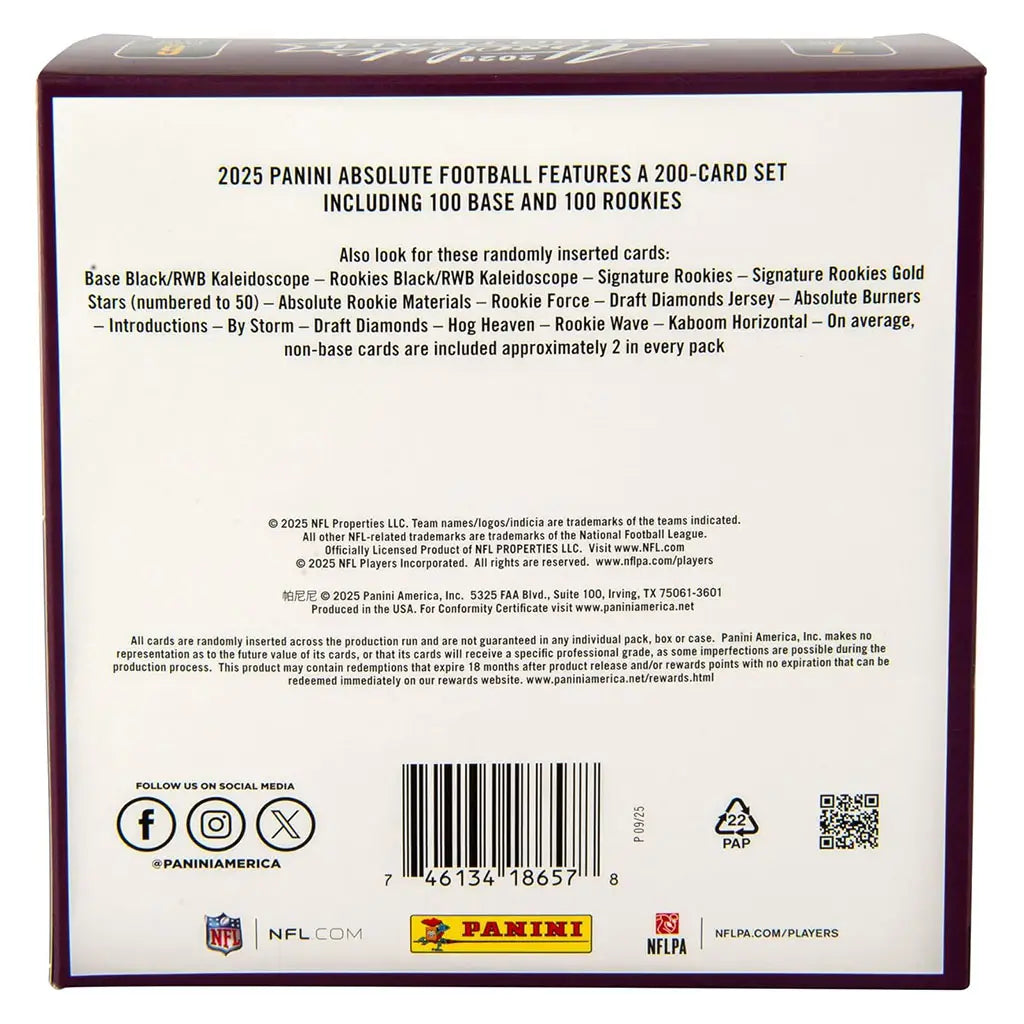 6
2025
Absolute
7
2025 PANINI ABSOLUTE FOOTBALL FEATURES A 200-CARD SET
INCLUDING 100 BASE AND 100 ROOKIES
Also look for these randomly inserted cards:
Base Black/RWB Kaleidoscope – Rookies Black/RWB Kaleidoscope – Signature Rookies – Signature Rookies Gold
Stars (numbered to 50) – Absolute Rookie Materials – Rookie Force – Draft Diamonds Jersey – Absolute Burners
– Introductions – By Storm – Draft Diamonds – Hog Heaven – Rookie Wave – Kaboom Horizontal – On average,
non-base cards are included approximately 2 in every pack
© 2025 NFL Properties LLC. Team names/logos/indicia are trademarks of the teams indicated.
All other NFL-related trademarks are trademarks of the National Football League.
Officially Licensed Product of NFL PROPERTIES LLC. Visit www.NFL.com
© 2025 NFL Players Incorporated. All rights are reserved. www.nflpa.com/players
帕尼尼 © 2025 Panini America, Inc. 5325 FAA Blvd., Suite 100, Irving, TX 75061-3601
Produced in the USA. For Conformity Certificate visit www.paniniamerica.net
All cards are randomly inserted across the production run and are not guaranteed in any individual pack, box or case. Panini America, Inc. makes no
representation as to the future value of its cards, or that its cards will receive a specific professional grade, as some imperfections are possible during the
production process. This product may contain redemptions that expire 18 months after product release and/or rewards points with no expiration that can be
redeemed immediately on our rewards website. www.paniniamerica.net/rewards.html
FOLLOW US ON SOCIAL MEDIA
@PANINIAMERICA
7 46134 18657 8
P 09/25
22
PAP
NFL
NFL.COM
PANINI
NFLPA
NFLPA.COM/PLAYERS